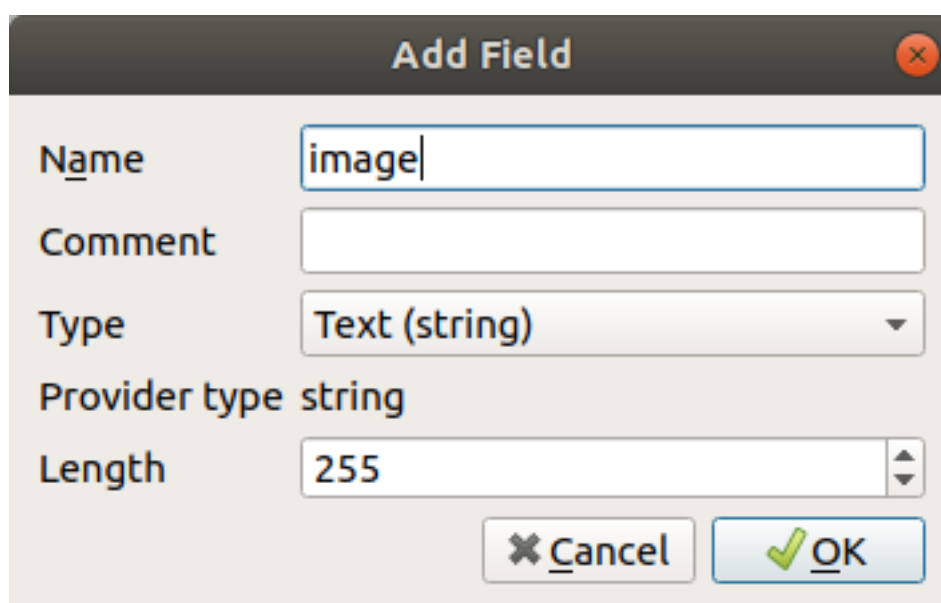 Add Field
Name image
Comment
Type Text (string)
Provider type string
Length 255
Cancel OK